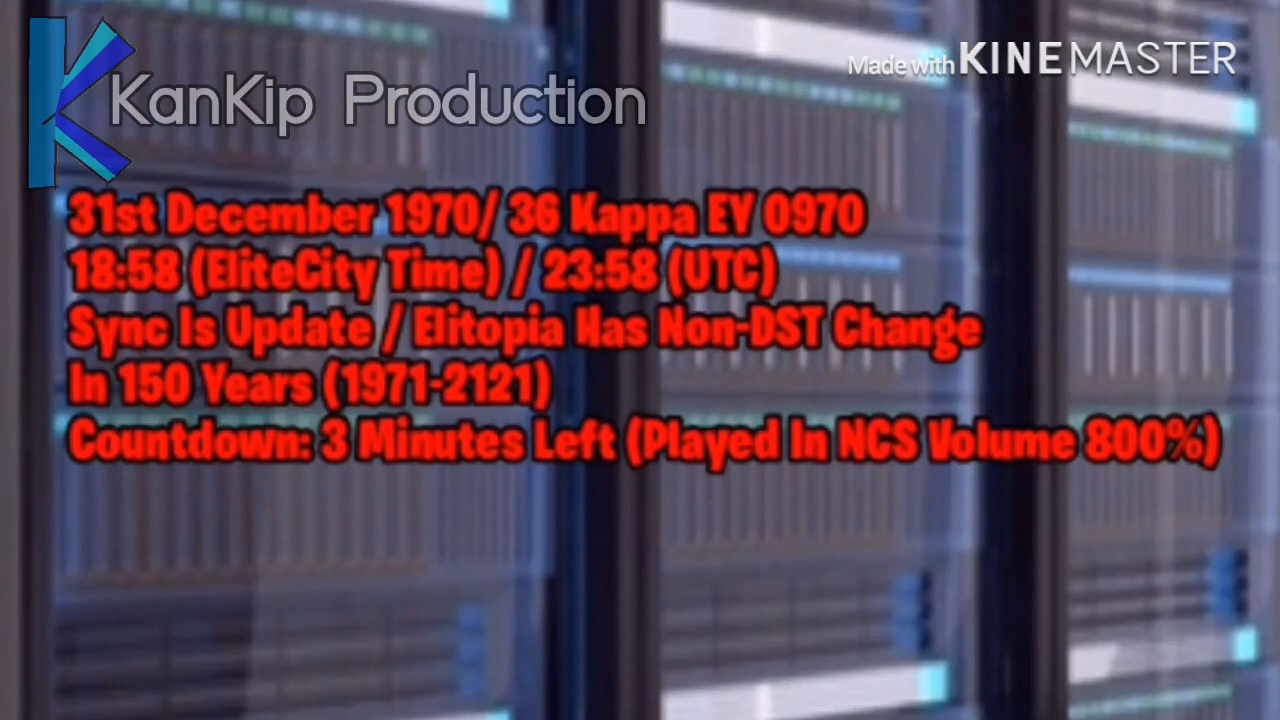 Made with KINEMASTER
KanKip Production
31st December 1970/ 36 Kappa EY 0970
18:58 (EliteCity Time) / 23:58 (UTC)
Sync Is Update / Elitopia Has Non-DST Change
In 150 Years (1971-2121)
Countdown: 3 Minutes Left (Played In NCS Volume 800%)